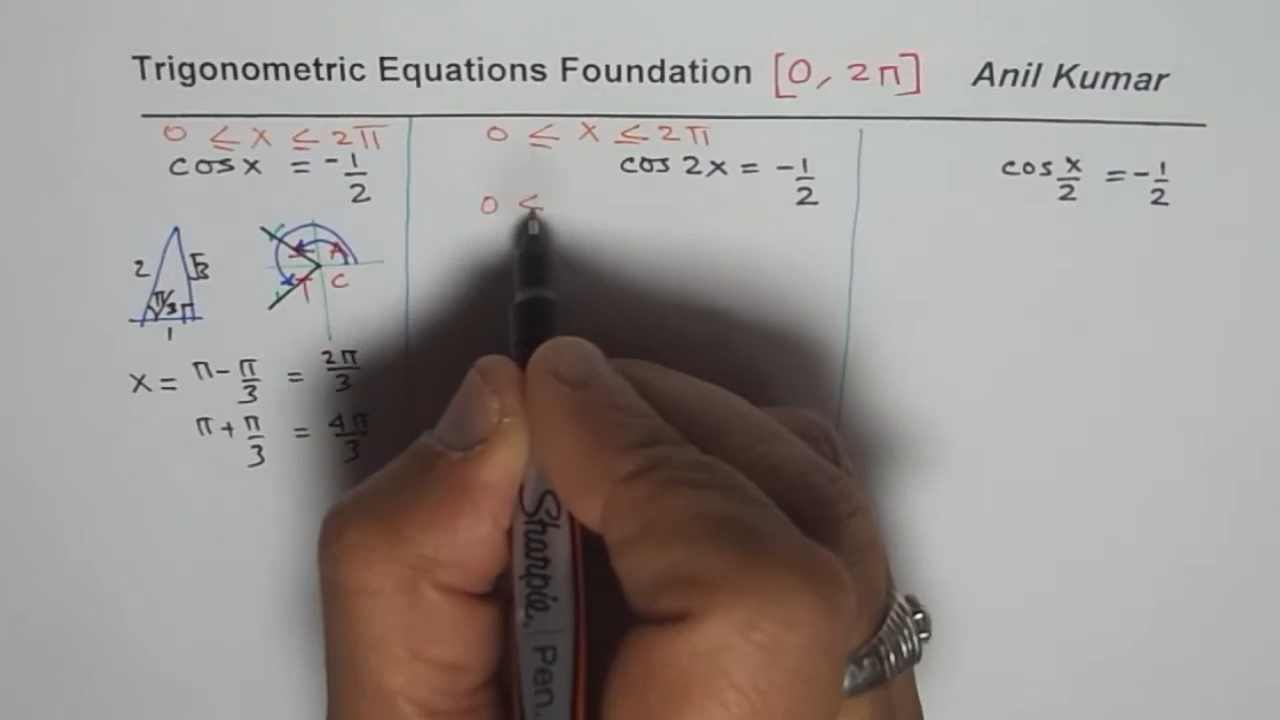 Trigonometric Equations Foundation [0, 2π] Anil Kumar
0 ≤ x ≤ 2π
cos x = -1/2
2 √3
π/3
1
A
T C
x = π - π/3 = 2π/3
π + π/3 = 4π/3
0 ≤ x ≤ 2π
cos 2x = -1/2
0 ≤
cos x/2 = -1/2
Sharpie. Pen.